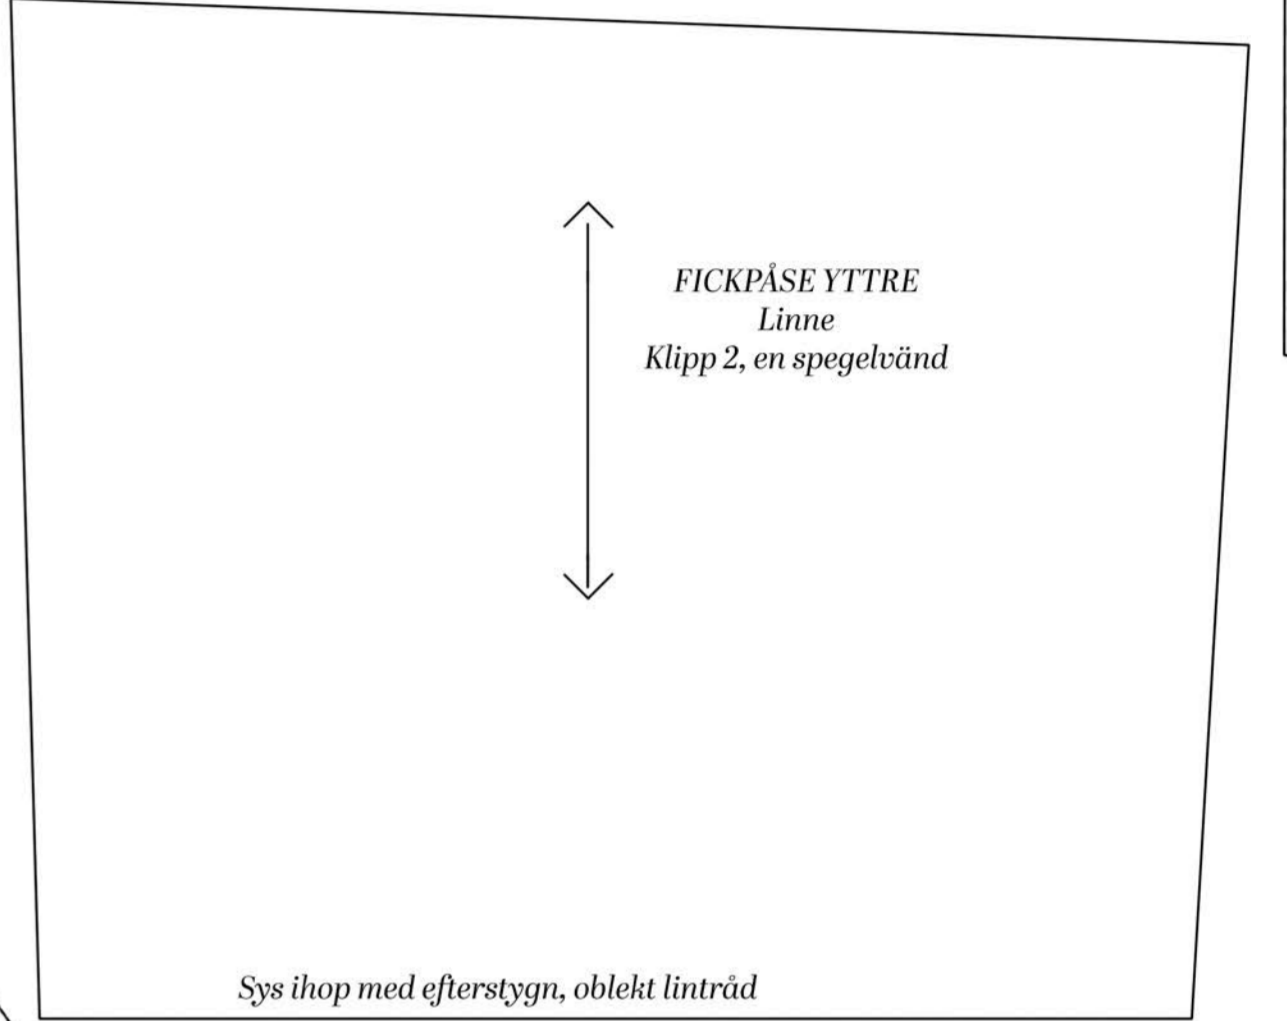 FICKPÅSE YTTRE
Linne
Klipp 2, en spegelvänd
Sys ihop med efterstygn, oblekt lintråd